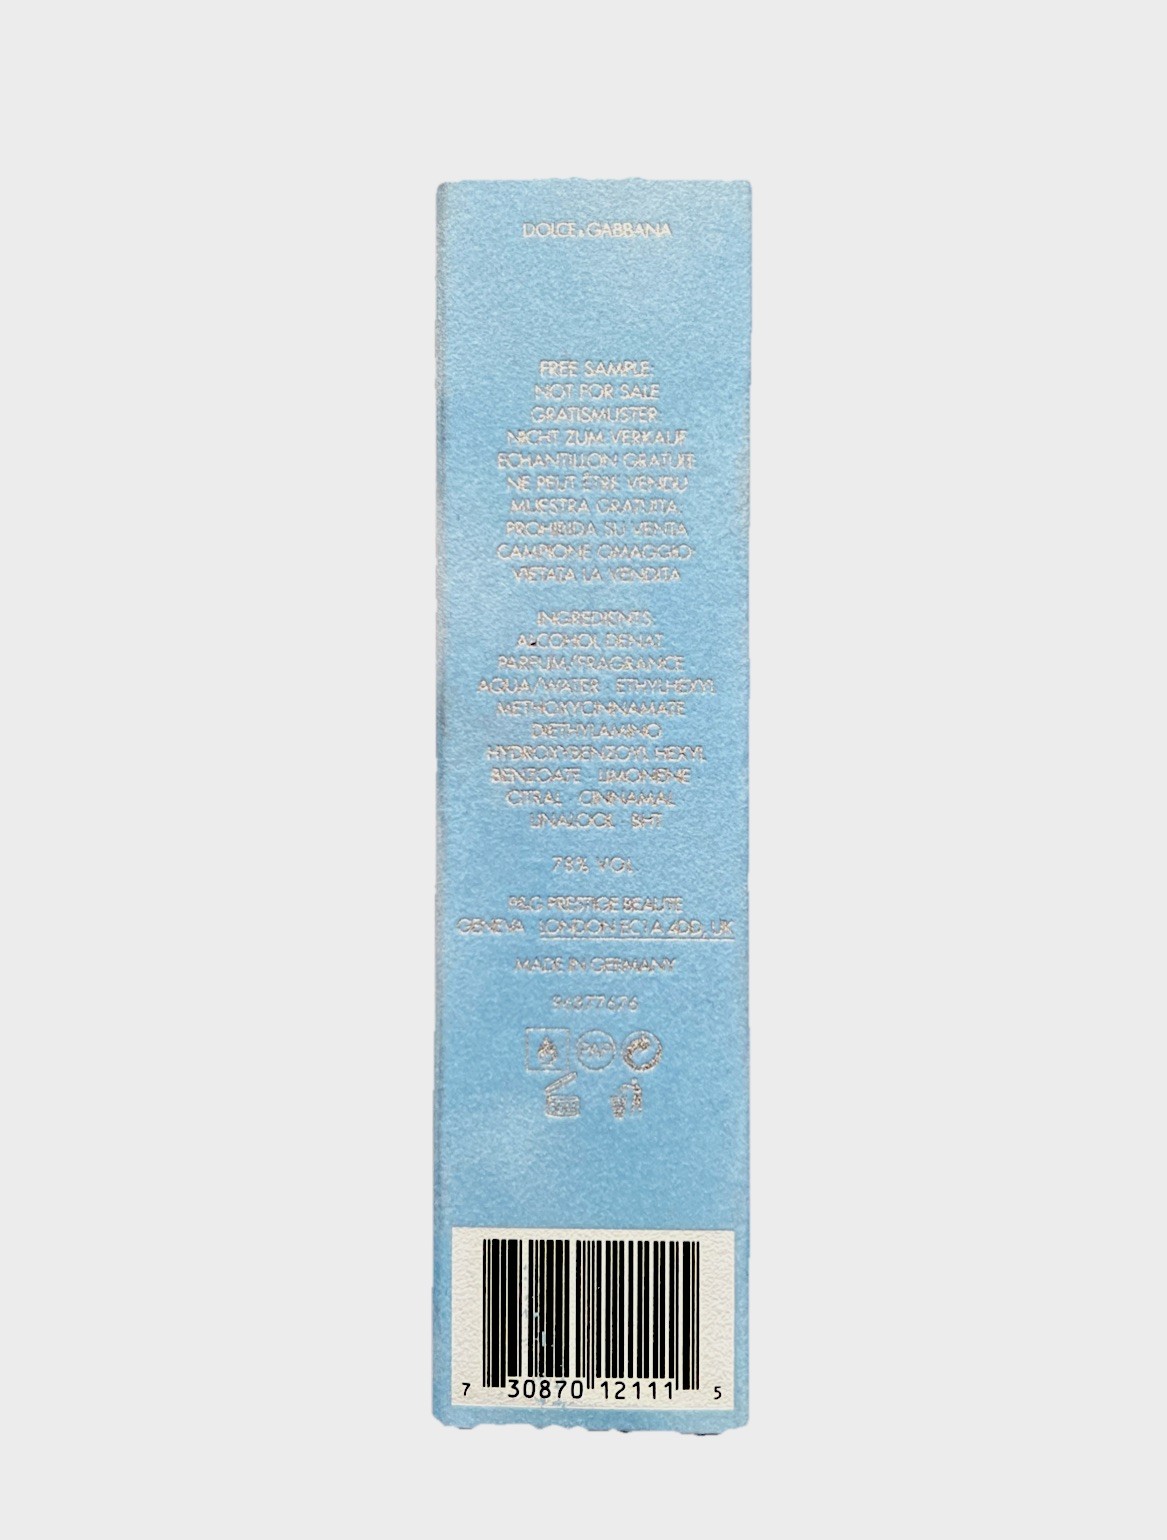 DOLCE & GABBANA
FREE SAMPLE:
NOT FOR SALE
GRATISMUSTER:
NICHT ZUM VERKAUF
ECHANTILLON GRATUIT:
NE PEUT ÊTRE VENDU
MUESTRA GRATUITA:
PROHIBIDA SU VENTA
CAMPIONE OMAGGIO:
VIETATA LA VENDITA
INGREDIENTS:
ALCOHOL DENAT.
PARFUM/FRAGRANCE
AQUA/WATER · ETHYLHEXYL
METHOXYCINNAMATE
DIETHYLAMINO
HYDROXYBENZOYL HEXYL
BENZOATE · LIMONENE
CITRAL · CINNAMAL
LINALOOL · BHT
78% VOL
P&G PRESTIGE BEAUTE
GENEVA LONDON EC1A 4DD, UK
MADE IN GERMANY
PAP
7 30870 12111 5